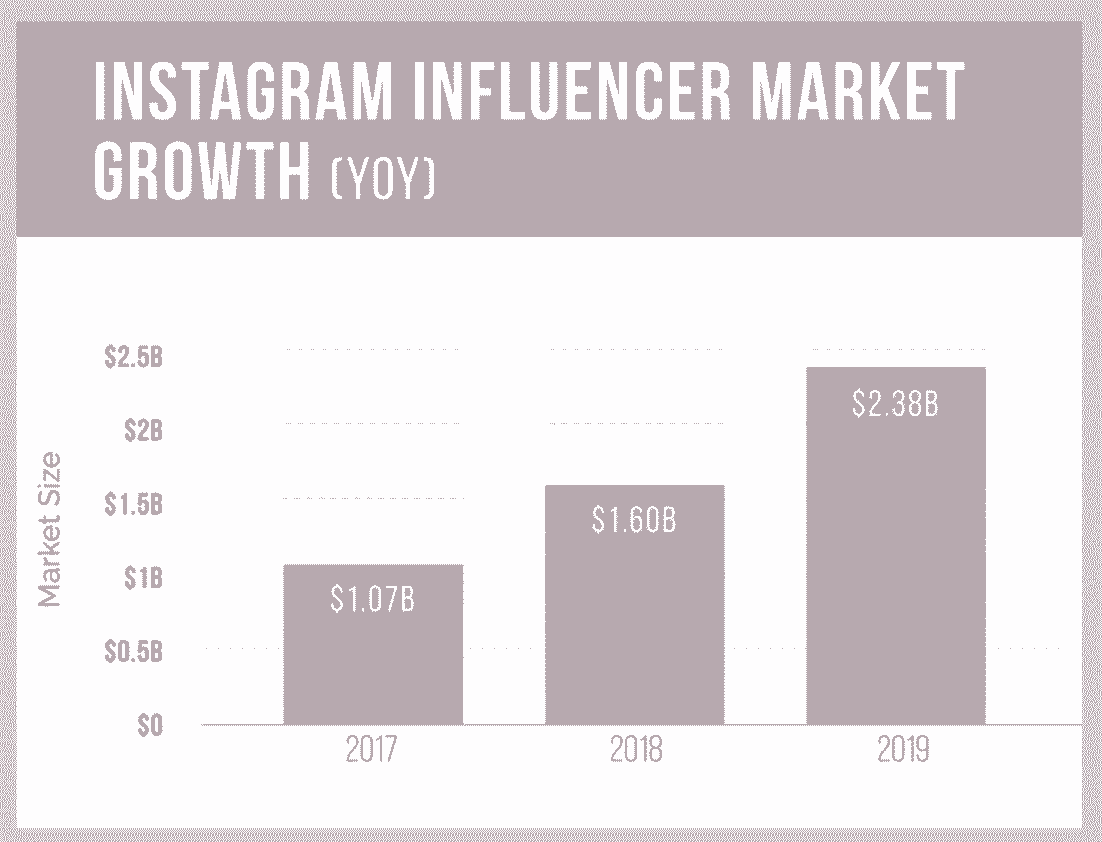 INSTAGRAM INFLUENCER MARKET
GROWTH (YOY)
Market Size
$2.5B
$2B
$1.5B
$1B
$0.5B
$0
$1.07B
$1.60B
$2.38B
2017
2018
2019